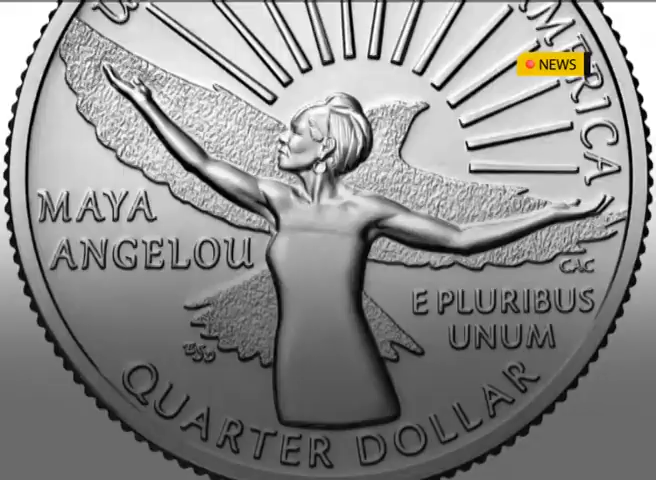 AMERICA
NEWS
MAYA
ANGELOU
CAC
E PLURIBUS
UNUM
QUARTER DOLLAR